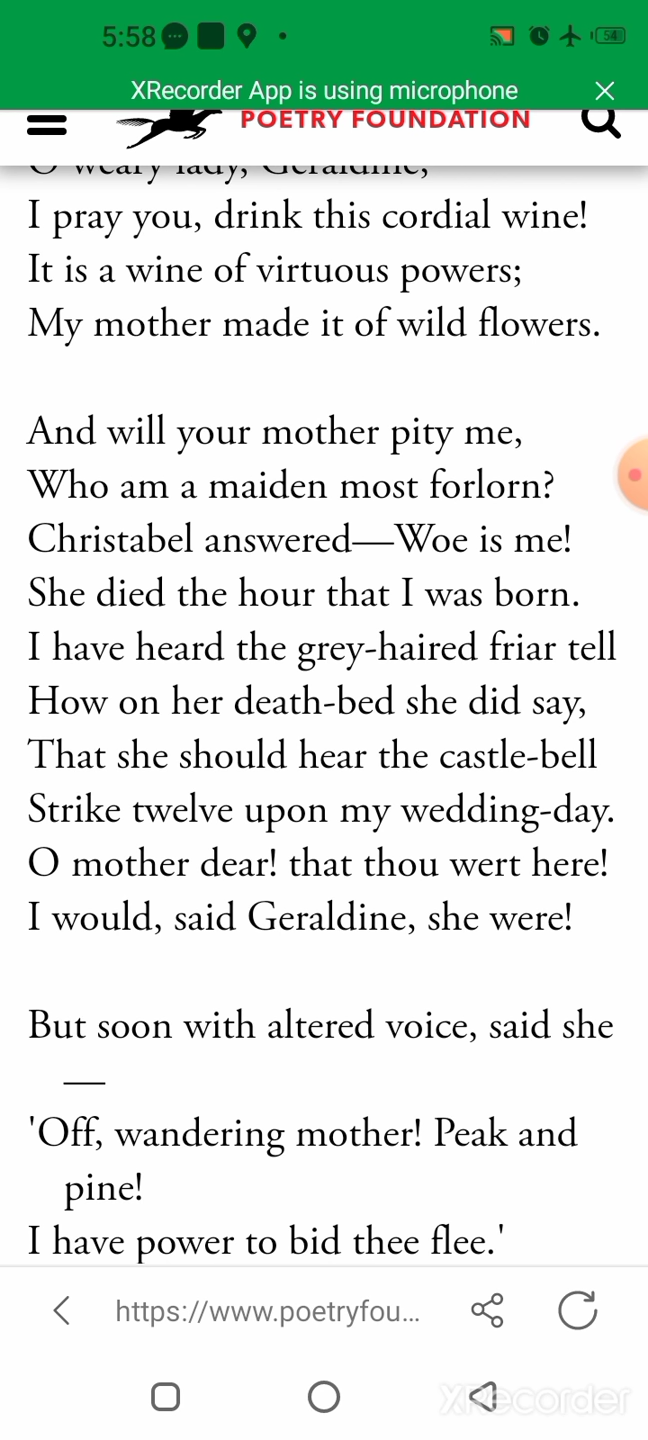 5:58
54
XRecorder App is using microphone
POETRY FOUNDATION
O weary lady, Geraldine,
I pray you, drink this cordial wine!
It is a wine of virtuous powers;
My mother made it of wild flowers.
And will your mother pity me,
Who am a maiden most forlorn?
Christabel answered—Woe is me!
She died the hour that I was born.
I have heard the grey-haired friar tell
How on her death-bed she did say,
That she should hear the castle-bell
Strike twelve upon my wedding-day.
O mother dear! that thou wert here!
I would, said Geraldine, she were!
But soon with altered voice, said she
—
'Off, wandering mother! Peak and
pine!
I have power to bid thee flee.'
https://www.poetryfou...
XRecorder